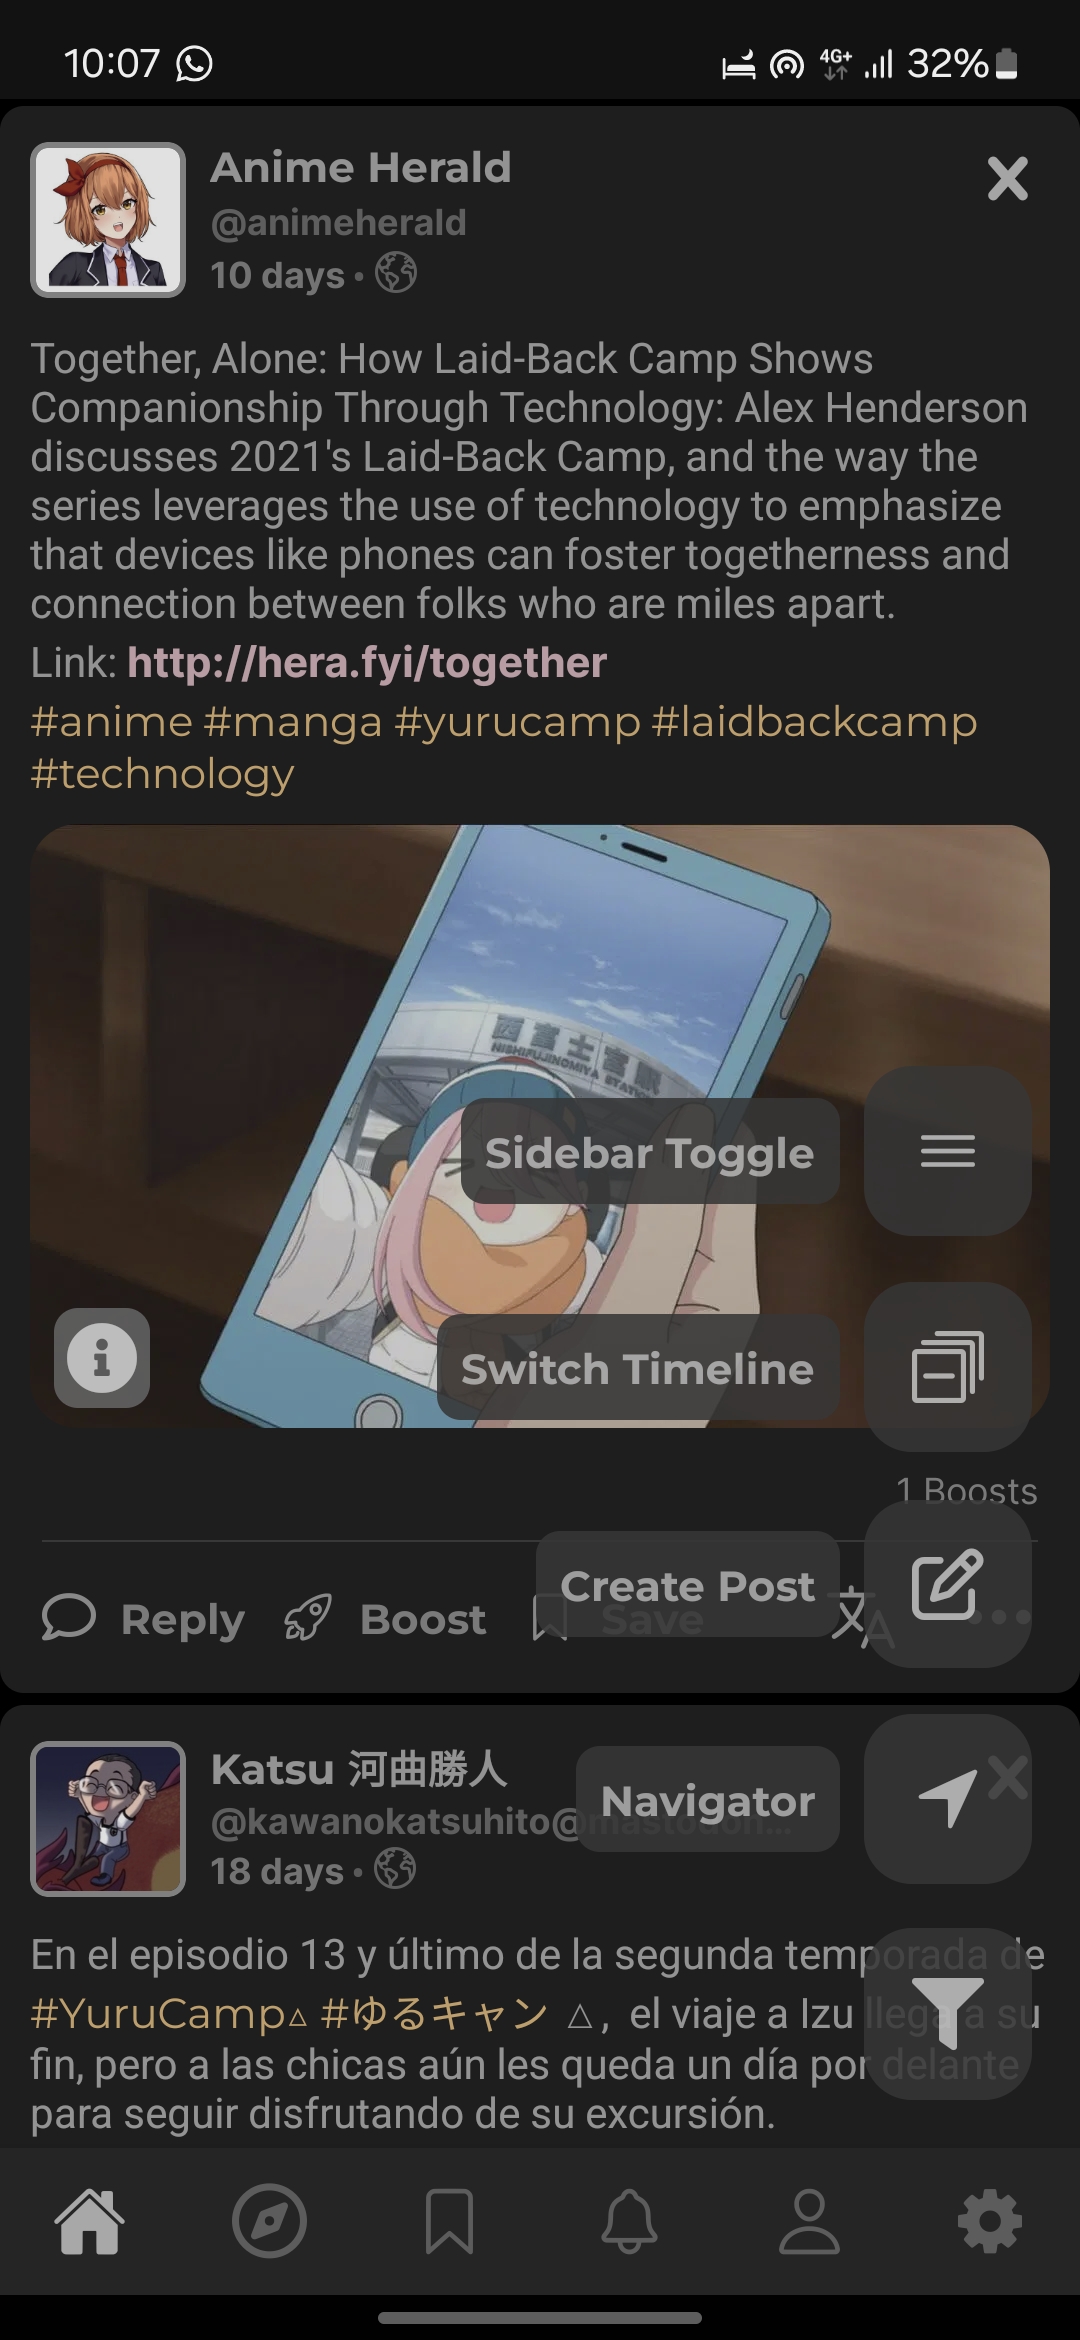 10:07
4G+
32%
Anime Herald
@animeherald
10 days •
Together, Alone: How Laid-Back Camp Shows
Companionship Through Technology: Alex Henderson
discusses 2021's Laid-Back Camp, and the way the
series leverages the use of technology to emphasize
that devices like phones can foster togetherness and
connection between folks who are miles apart.
Link: http://hera.fyi/together
#anime #manga #yurucamp #laidbackcamp
#technology
西富士宮駅
NISHIFUJINOMIYA STATION
Sidebar Toggle
Switch Timeline
1 Boosts
Create Post
Reply
Boost
Save
Katsu 河曲勝人
@kawanokatsuhito@mastodon...
18 days •
Navigator
En el episodio 13 y último de la segunda temporada de
#YuruCamp△ #ゆるキャン △, el viaje a Izu llega a su
fin, pero a las chicas aún les queda un día por delante
para seguir disfrutando de su excursión.